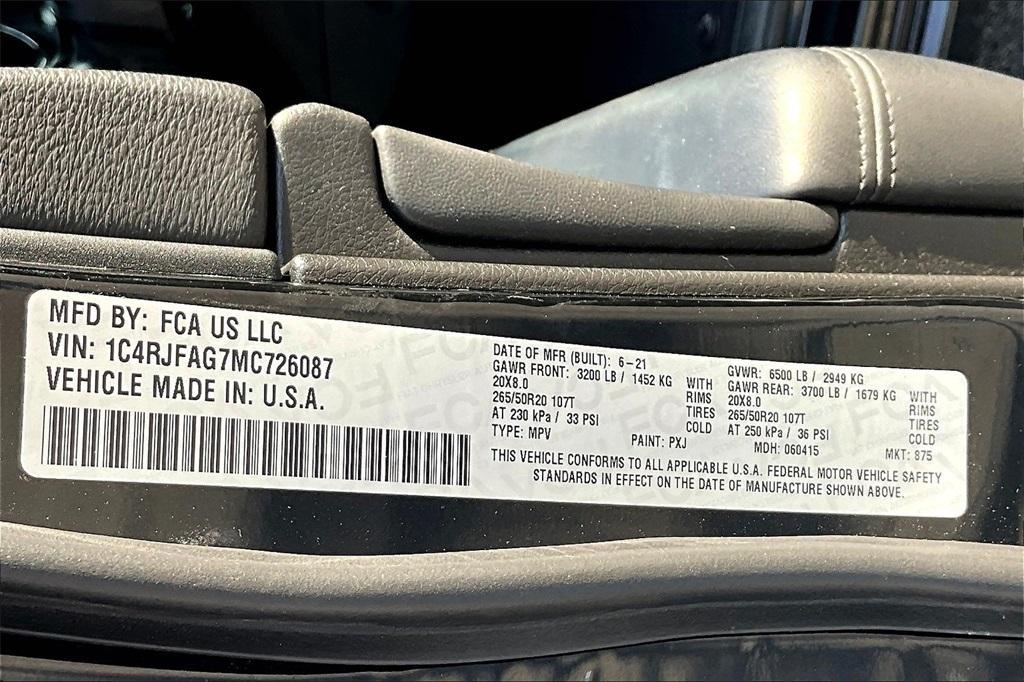 MFD BY: FCA US LLC
VIN: 1C4RJFAG7MC726087
VEHICLE MADE IN: U.S.A.
DATE OF MFR (BUILT): 6-21 GVWR: 6500 LB / 2949 KG
GAWR FRONT: 3200 LB / 1452 KG WITH GAWR REAR: 3700 LB / 1679 KG WITH
20X8.0 RIMS 20X8.0 RIMS
265/50R20 107T TIRES 265/50R20 107T TIRES
AT 230 kPa / 33 PSI COLD AT 250 kPa / 36 PSI COLD
TYPE: MPV PAINT: PXJ MDH: 060415 MKT: 875
THIS VEHICLE CONFORMS TO ALL APPLICABLE U.S.A. FEDERAL MOTOR VEHICLE SAFETY
STANDARDS IN EFFECT ON THE DATE OF MANUFACTURE SHOWN ABOVE.